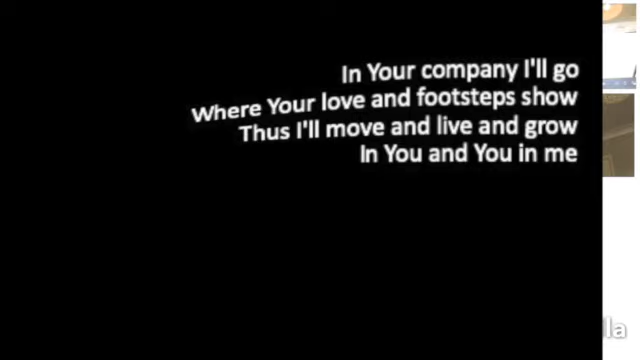 In Your company I'll go
Where Your love and footsteps show
Thus I'll move and live and grow
In You and You in me
la